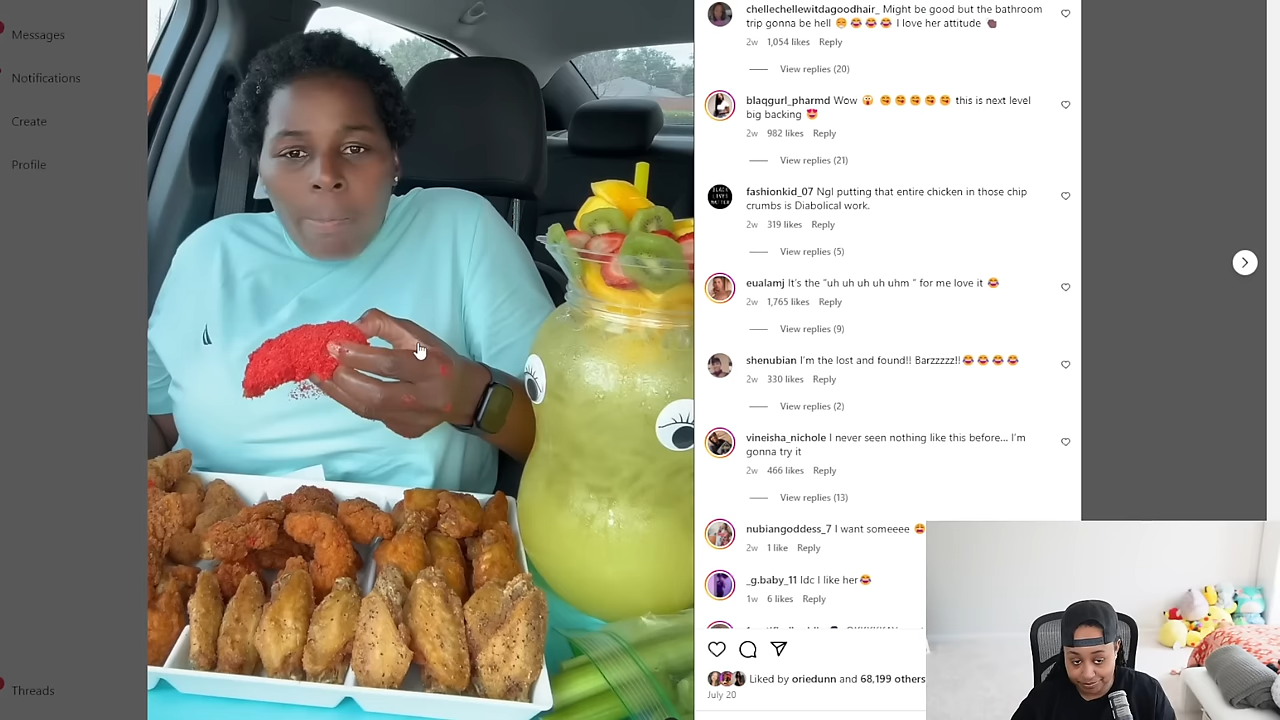 Messages
Notifications
Create
Profile
Threads
chellechellewitdagoodhair_ Might be good but the bathroom
trip gonna be hell 😁😂😂😂 I love her attitude
2w 1,054 likes Reply
View replies (20)
blaqgurl_pharmd Wow 😱 🥰🥰🥰🥰🥰 this is next level
big backing 😍
2w 982 likes Reply
View replies (21)
fashionkid_07 Ngl putting that entire chicken in those chip
crumbs is Diabolical work.
2w 319 likes Reply
View replies (5)
eualamj It's the "uh uh uh uh uhm " for me love it 😂
2w 1,765 likes Reply
View replies (9)
shenubian I'm the lost and found!! Barzzzzz!!😂😂😂😂
2w 330 likes Reply
View replies (2)
vineisha_nichole I never seen nothing like this before... I'm
gonna try it
2w 466 likes Reply
View replies (13)
nubiangoddess_7 I want someeee 🤩
2w 1 like Reply
_g.baby_11 Idc I like her😂
1w 6 likes Reply
Liked by oriedunn and 68,199 others
July 20